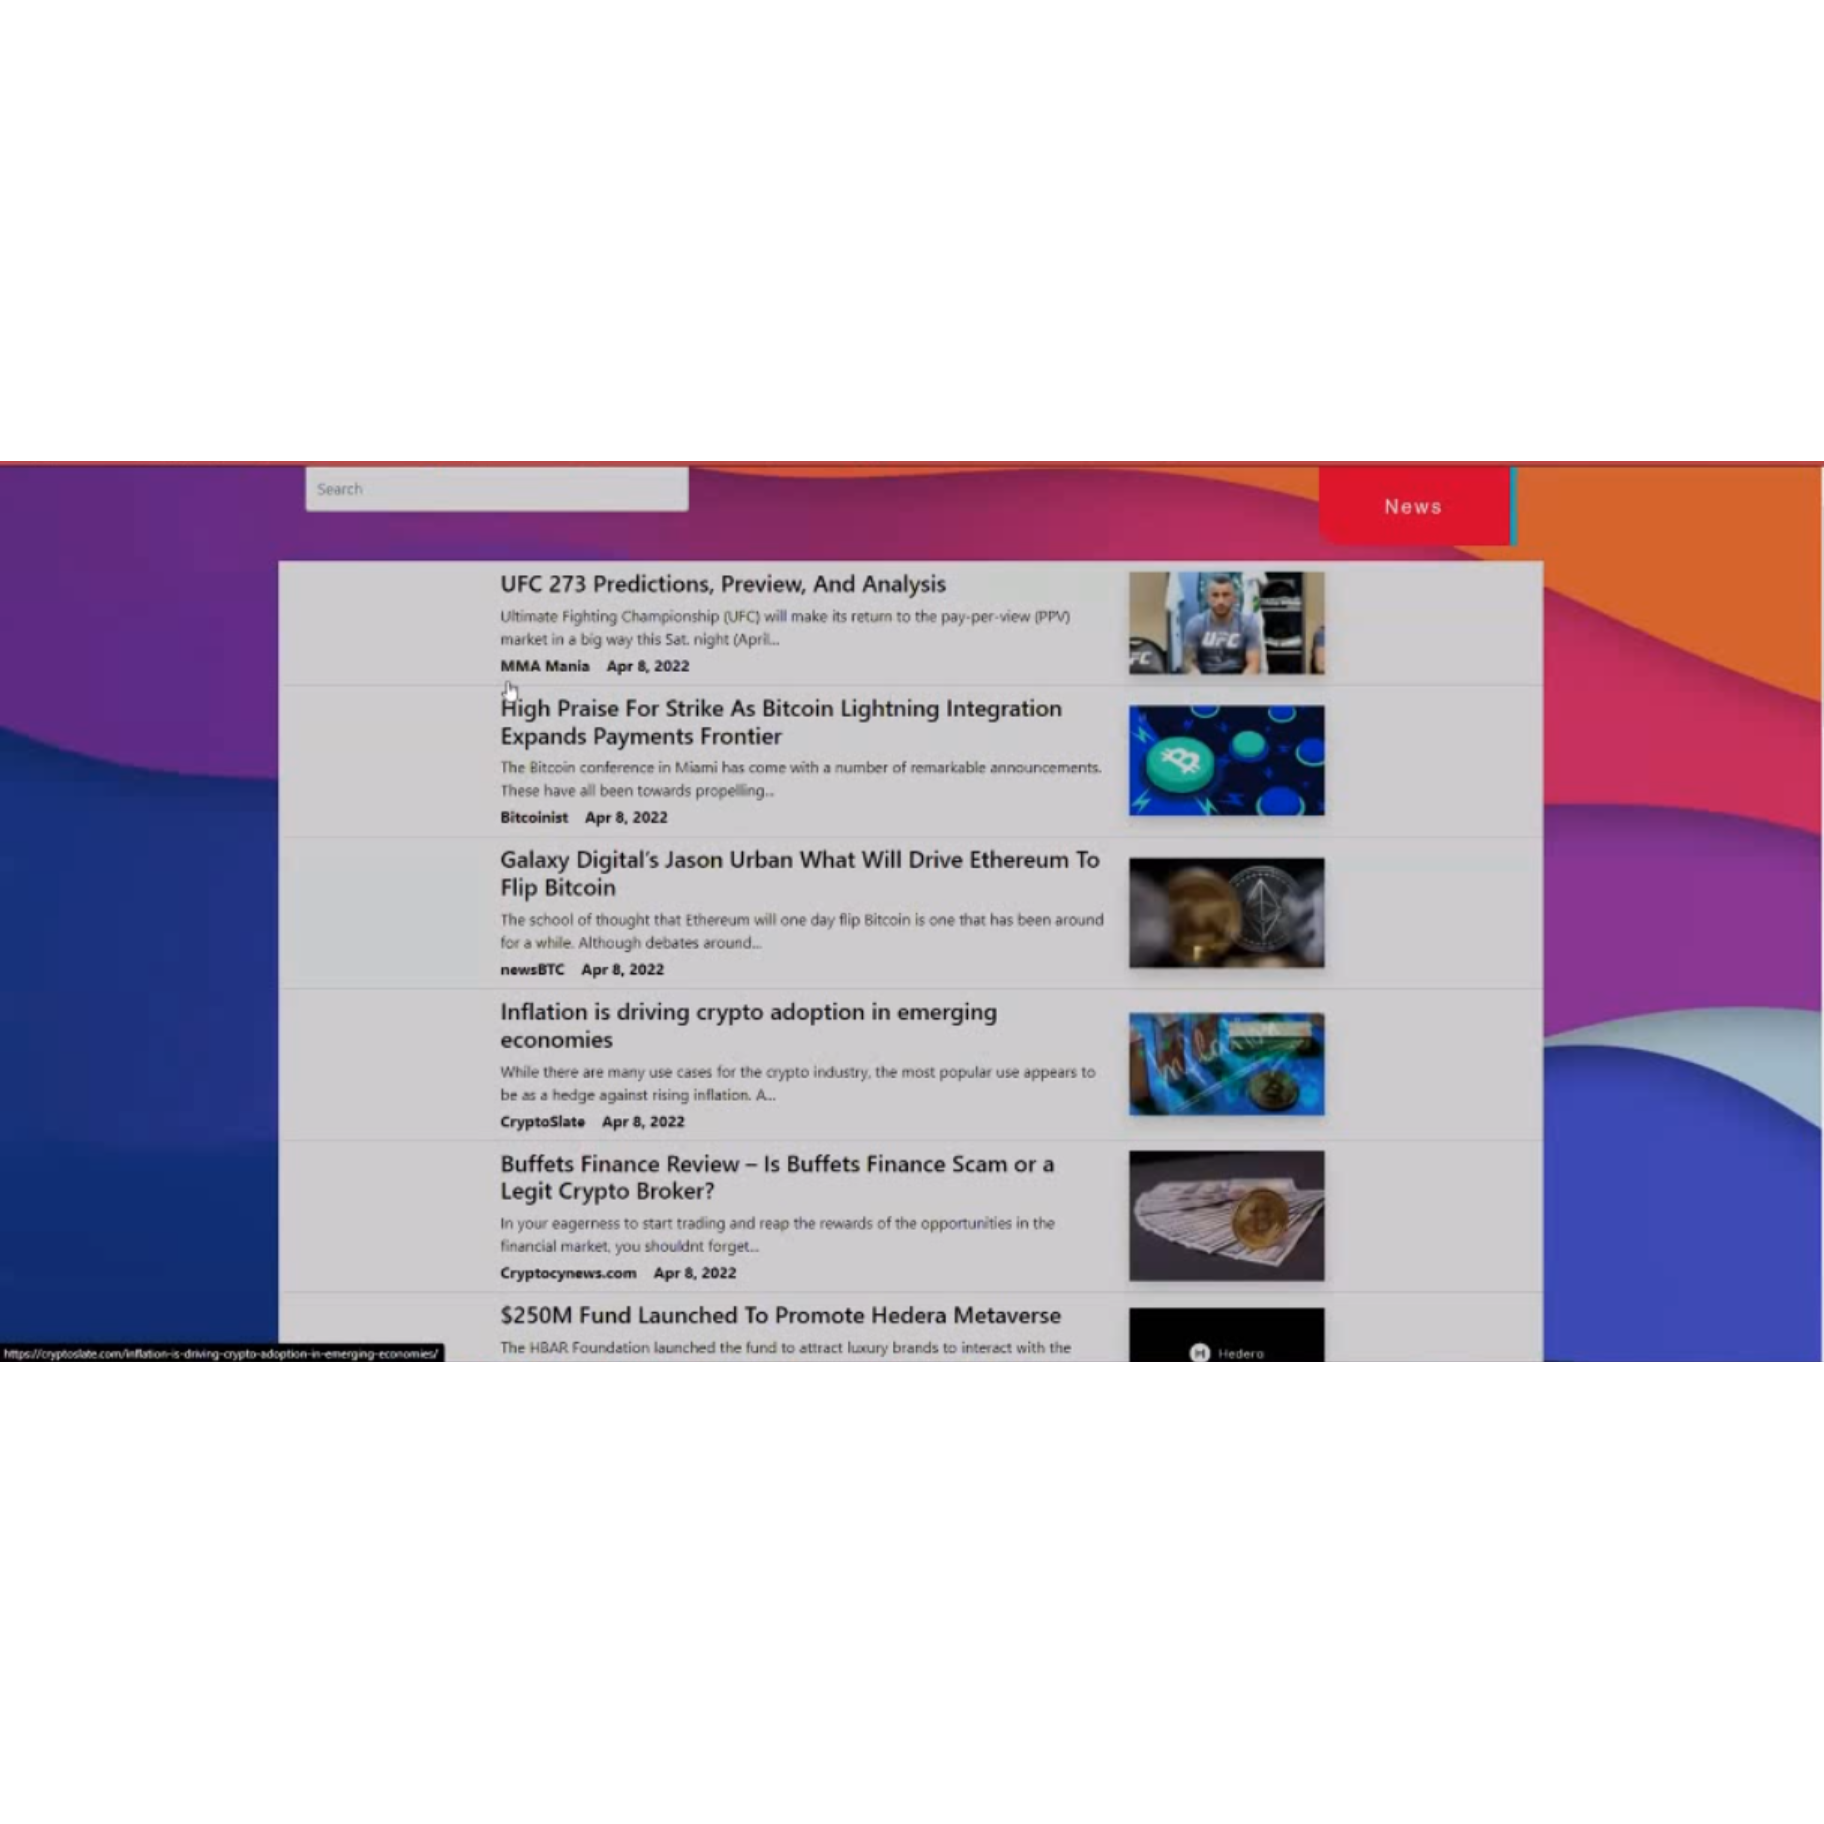 Search
News
UFC 273 Predictions, Preview, And Analysis
Ultimate Fighting Championship (UFC) will make its return to the pay-per-view (PPV)
market in a big way this Sat. night (April...
MMA Mania Apr 8, 2022
UFC
FC
High Praise For Strike As Bitcoin Lightning Integration
Expands Payments Frontier
The Bitcoin conference in Miami has come with a number of remarkable announcements.
These have all been towards propelling...
Bitcoinist Apr 8, 2022
Galaxy Digital's Jason Urban What Will Drive Ethereum To
Flip Bitcoin
The school of thought that Ethereum will one day flip Bitcoin is one that has been around
for a while. Although debates around...
newsBTC Apr 8, 2022
Inflation is driving crypto adoption in emerging
economies
While there are many use cases for the crypto industry, the most popular use appears to
be as a hedge against rising inflation. A...
CryptoSlate Apr 8, 2022
Inflation
Buffets Finance Review – Is Buffets Finance Scam or a
Legit Crypto Broker?
In your eagerness to start trading and reap the rewards of the opportunities in the
financial market, you shouldnt forget...
Cryptocynews.com Apr 8, 2022
$250M Fund Launched To Promote Hedera Metaverse
The HBAR Foundation launched the fund to attract luxury brands to interact with the
H Hedera
https://cryptoslate.com/inflation-is-driving-crypto-adoption-in-emerging-economies/